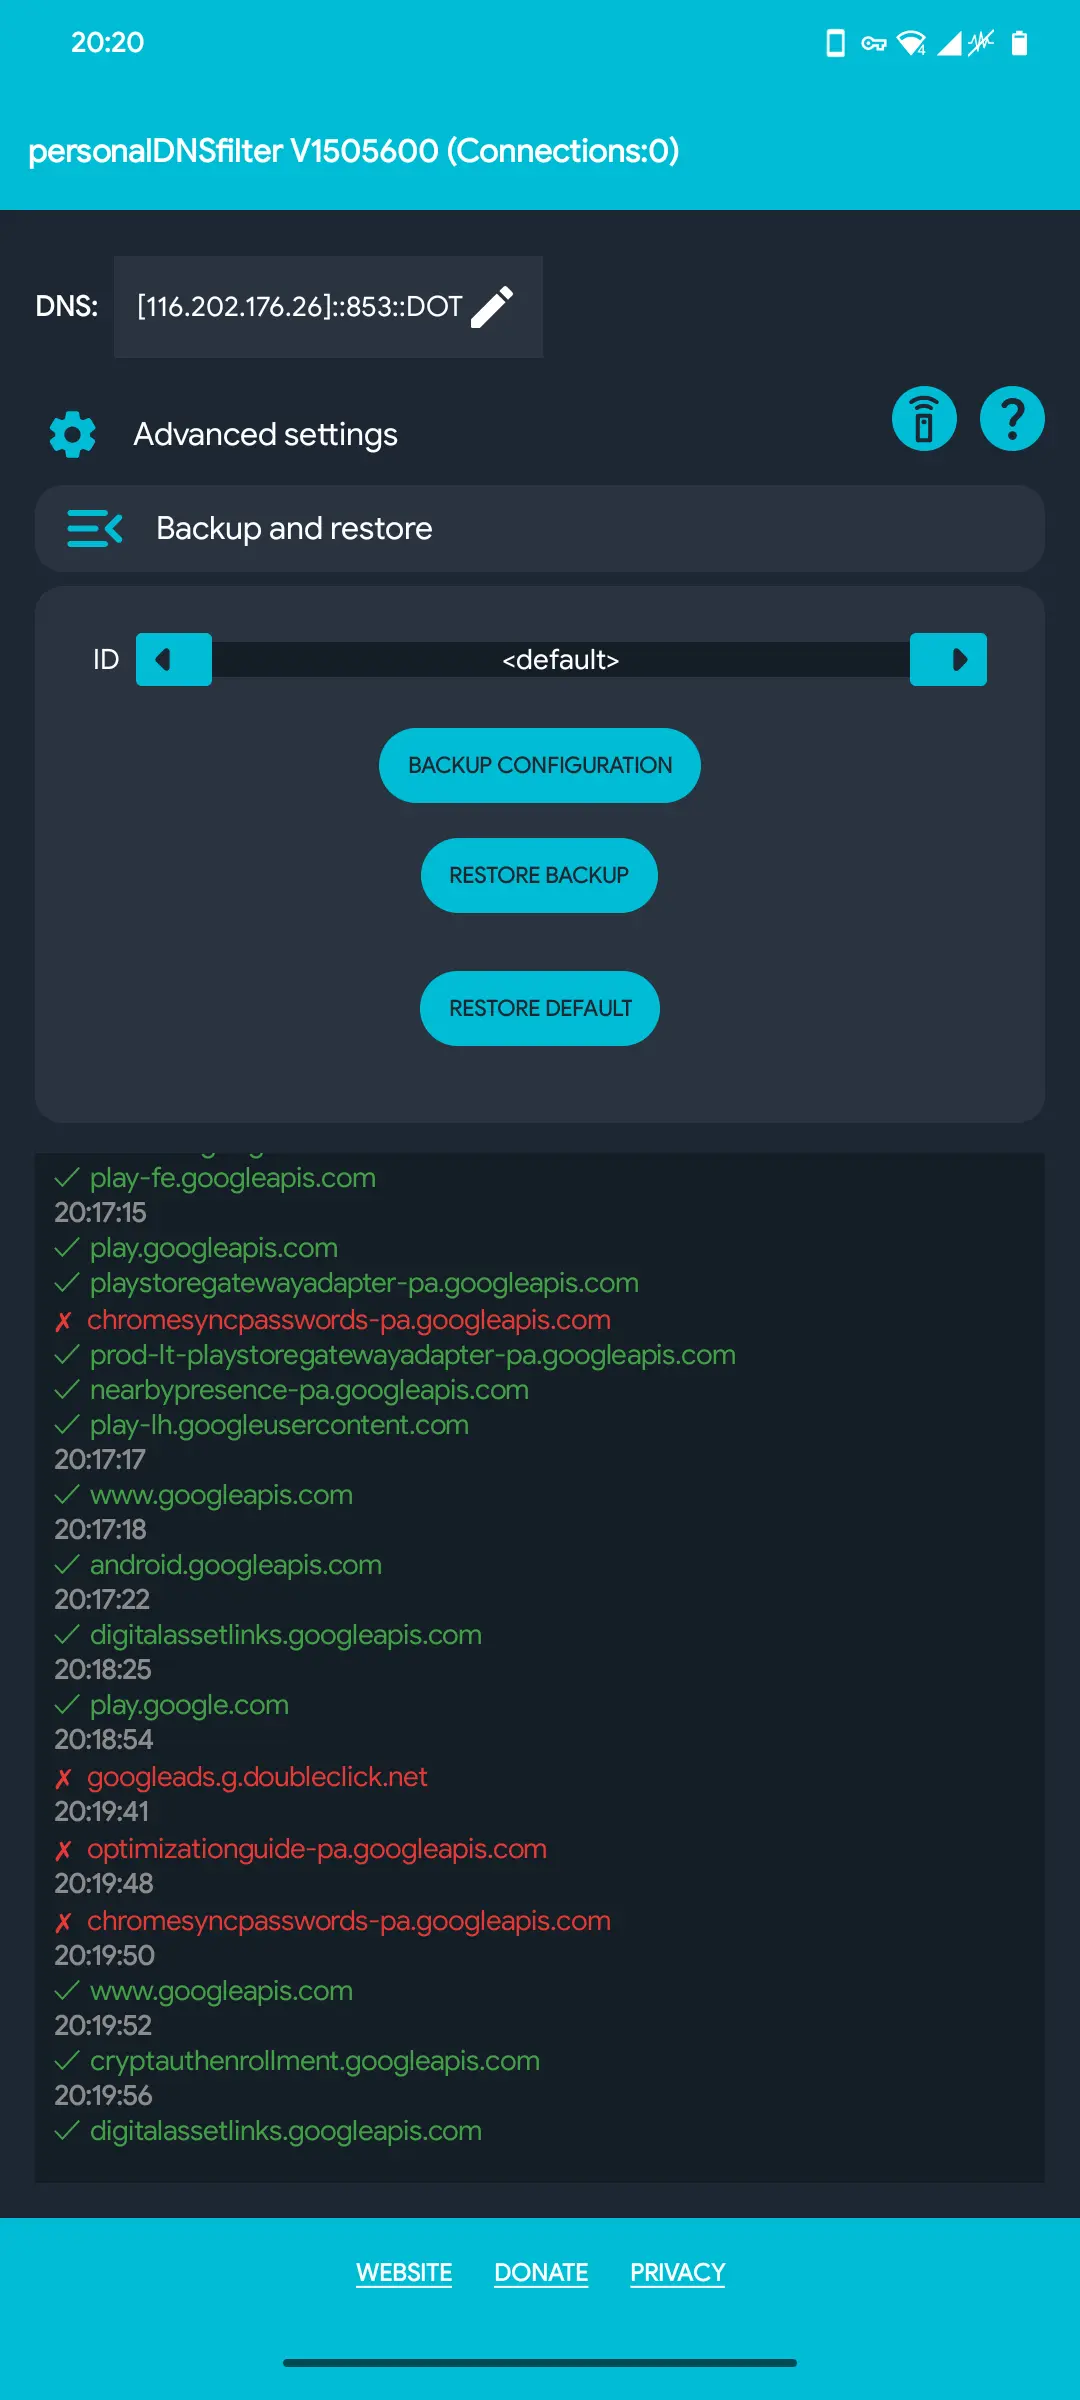 20:20
personalDNSfilter V1505600 (Connections:0)
DNS: [116.202.176.26]::853::DOT
Advanced settings
Backup and restore
ID <default>
BACKUP CONFIGURATION
RESTORE BACKUP
RESTORE DEFAULT
✓ play-fe.googleapis.com
20:17:15
✓ play.googleapis.com
✓ playstoregatewayadapter-pa.googleapis.com
✗ chromesyncpasswords-pa.googleapis.com
✓ prod-lt-playstoregatewayadapter-pa.googleapis.com
✓ nearbypresence-pa.googleapis.com
✓ play-lh.googleusercontent.com
20:17:17
✓ www.googleapis.com
20:17:18
✓ android.googleapis.com
20:17:22
✓ digitalassetlinks.googleapis.com
20:18:25
✓ play.google.com
20:18:54
✗ googleads.g.doubleclick.net
20:19:41
✗ optimizationguide-pa.googleapis.com
20:19:48
✗ chromesyncpasswords-pa.googleapis.com
20:19:50
✓ www.googleapis.com
20:19:52
✓ cryptauthenrollment.googleapis.com
20:19:56
✓ digitalassetlinks.googleapis.com
WEBSITE DONATE PRIVACY